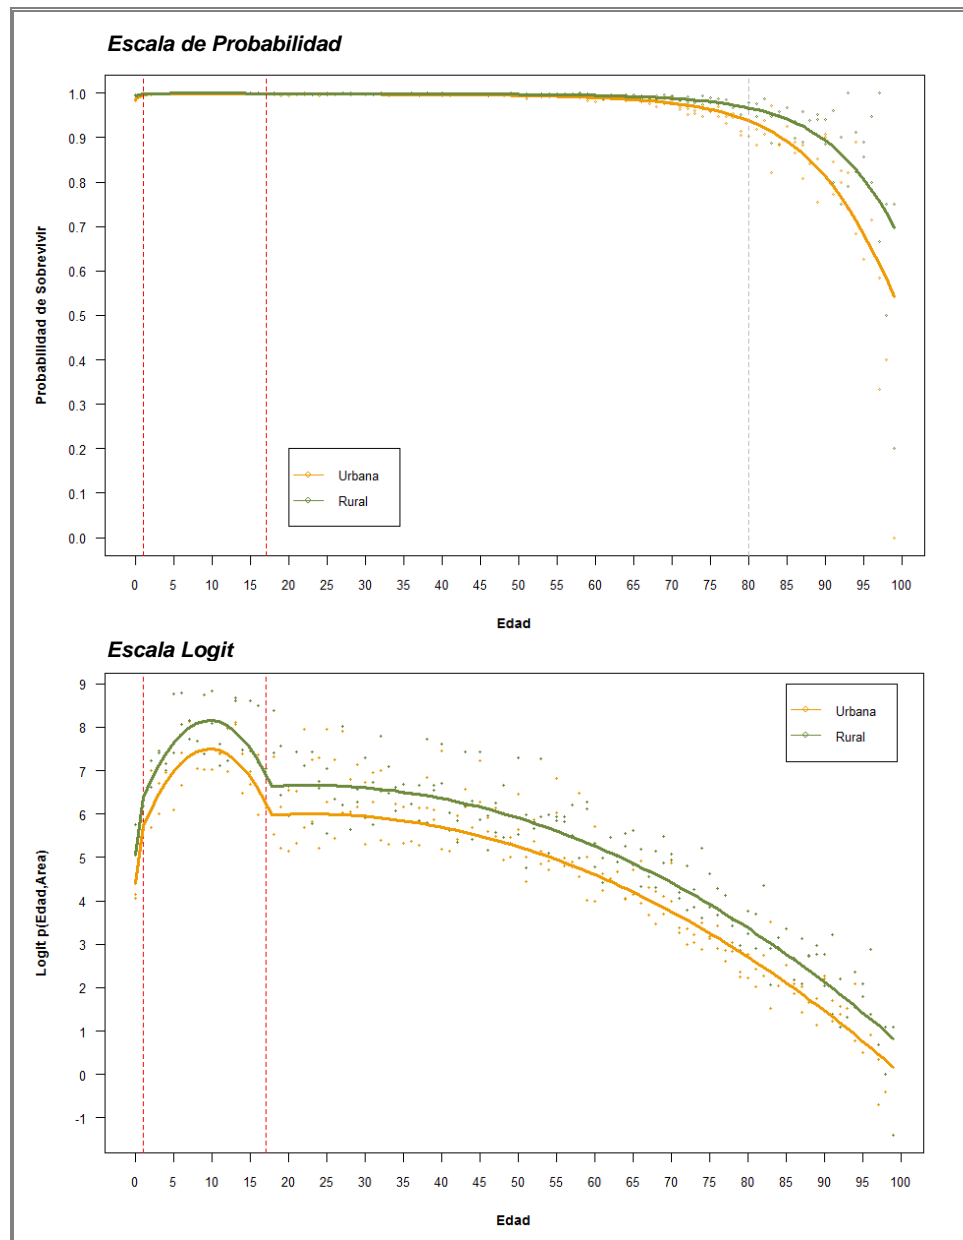 Escala de Probabilidad
Probabilidad de Sobrevivir
1.0
0.9
0.8
0.7
0.6
0.5
0.4
0.3
0.2
0.1
0.0
Urbana
Rural
0 5 10 15 20 25 30 35 40 45 50 55 60 65 70 75 80 85 90 95 100
Edad
Escala Logit
Logit p(Edad,Area)
9
8
7
6
5
4
3
2
1
0
-1
Urbana
Rural
0 5 10 15 20 25 30 35 40 45 50 55 60 65 70 75 80 85 90 95 100
Edad